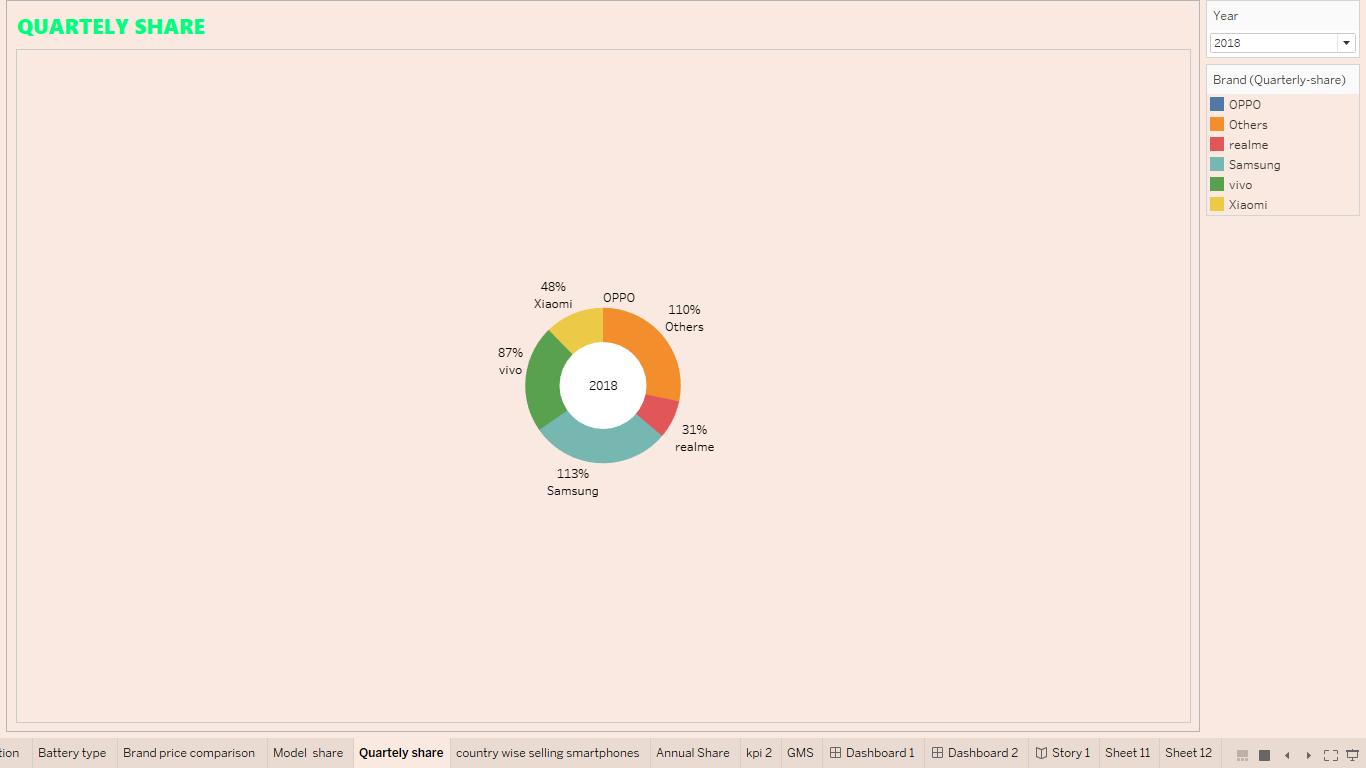 QUARTELY SHARE
Year
2018
Brand (Quarterly-share)
OPPO
Others
realme
Samsung
vivo
Xiaomi
48%
Xiaomi
OPPO
110%
Others
87%
vivo
2018
31%
realme
113%
Samsung
tion Battery type Brand price comparison Model share Quartely share country wise selling smartphones Annual Share kpi 2 GMS Dashboard 1 Dashboard 2 Story 1 Sheet 11 Sheet 12